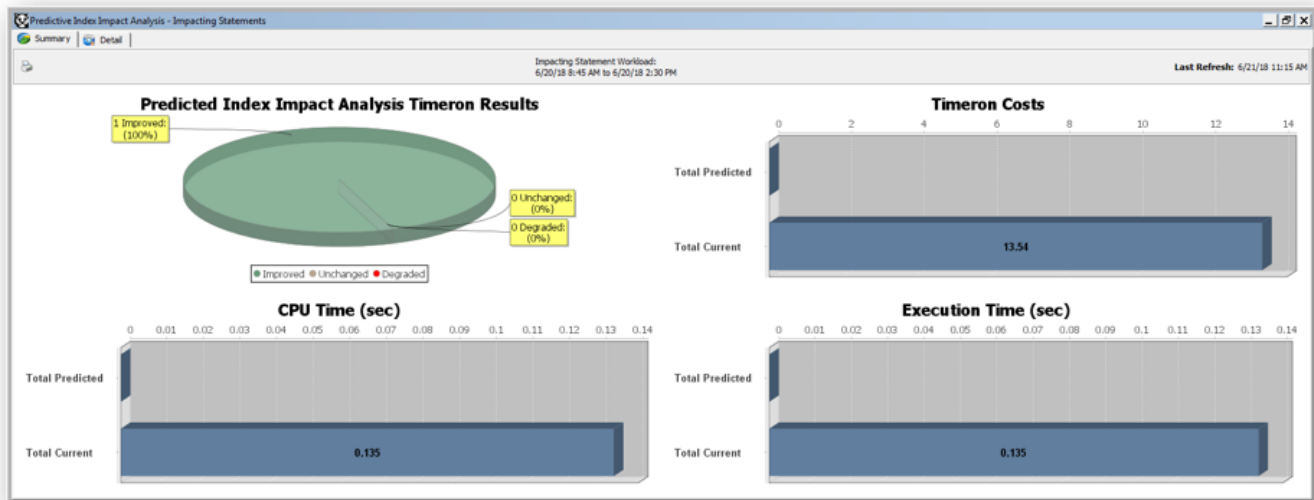 Predictive Index Impact Analysis - Impacting Statements
Summary
Detail
Impacting Statement Workload:
6/20/18 8:45 AM to 6/20/18 2:30 PM
Last Refresh: 6/21/18 11:15 AM
Predicted Index Impact Analysis Timeron Results
1 Improved:
(100%)
0 Unchanged:
(0%)
0 Degraded:
(0%)
Improved Unchanged Degraded
Timeron Costs
0 2 4 6 8 10 12 14
Total Predicted
Total Current
13.54
CPU Time (sec)
0 0.01 0.02 0.03 0.04 0.05 0.06 0.07 0.08 0.09 0.1 0.11 0.12 0.13 0.14
Total Predicted
Total Current
0.135
Execution Time (sec)
0 0.01 0.02 0.03 0.04 0.05 0.06 0.07 0.08 0.09 0.1 0.11 0.12 0.13 0.14
Total Predicted
Total Current
0.135